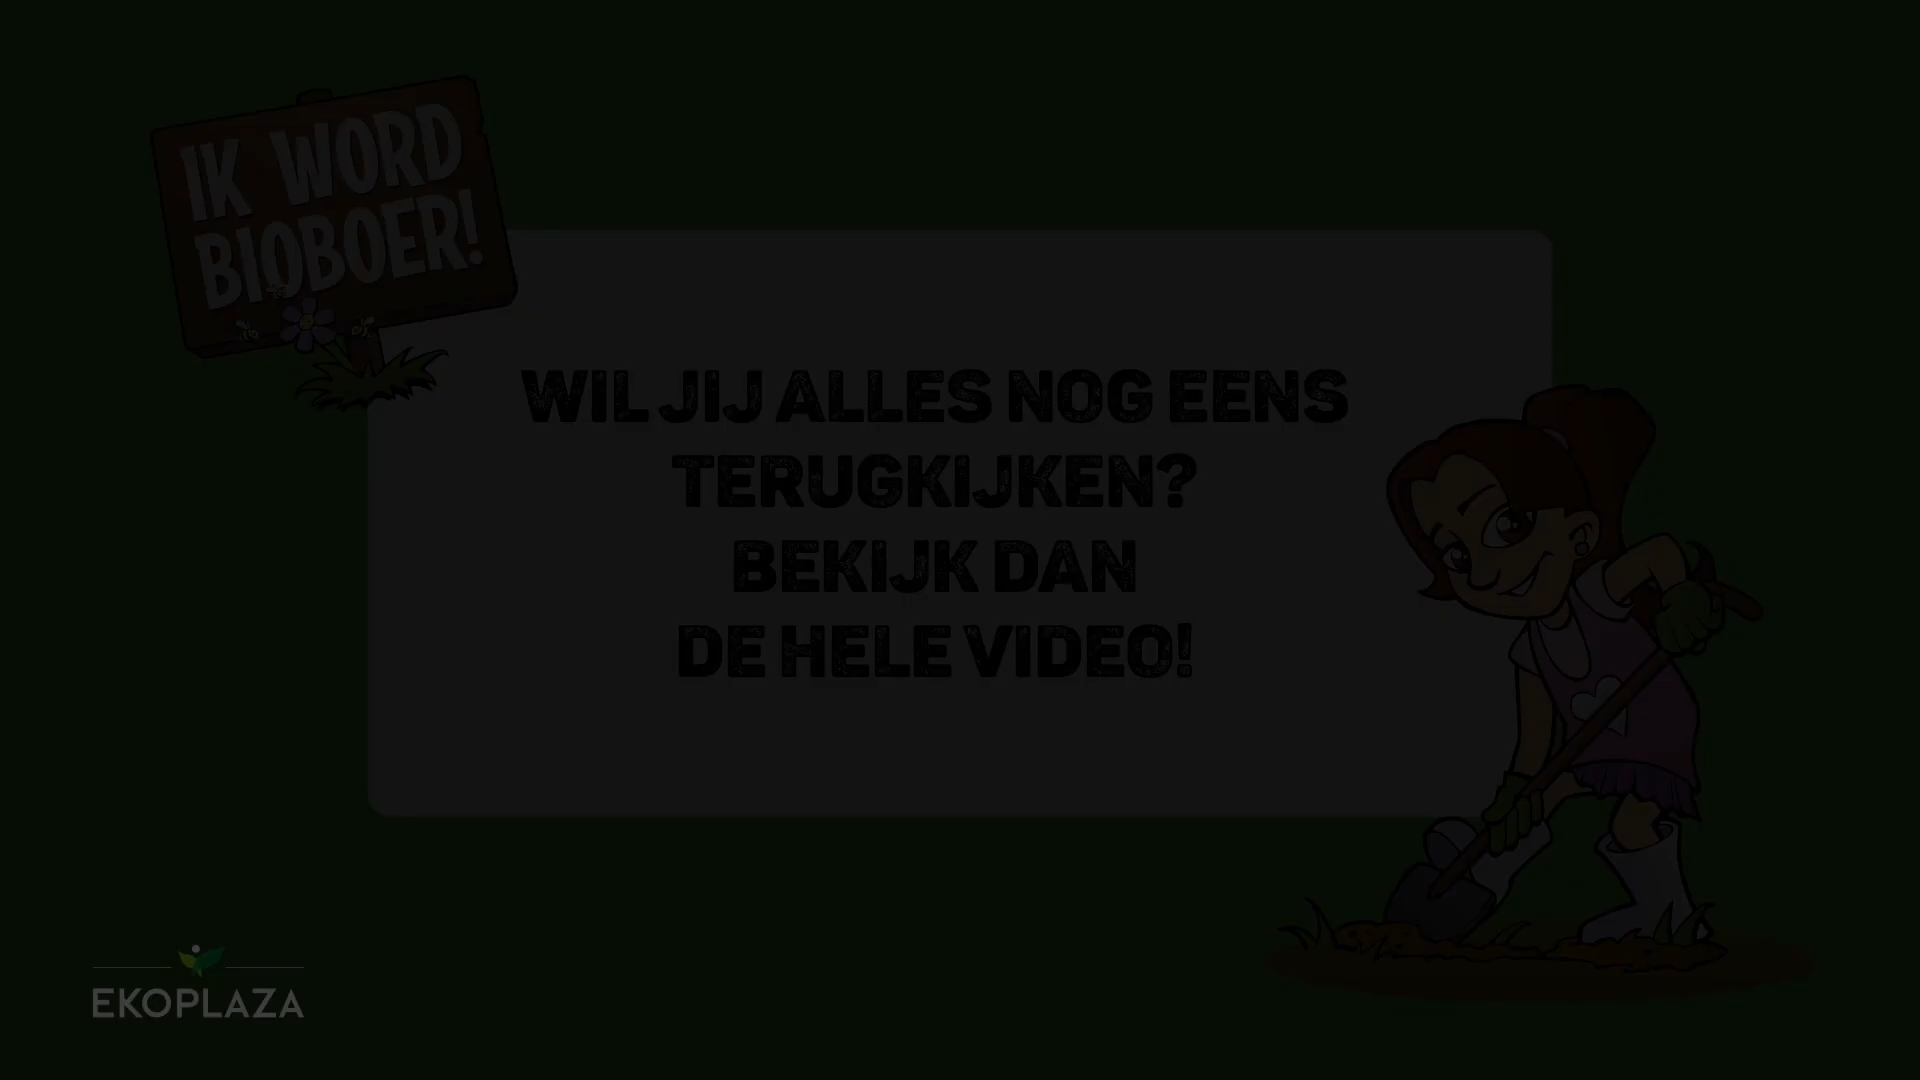 IK WORD
BIOBOER!
WIL JIJ ALLES NOG EENS
TERUGKIJKEN?
BEKIJK DAN
DE HELE VIDEO!
EKOPLAZA